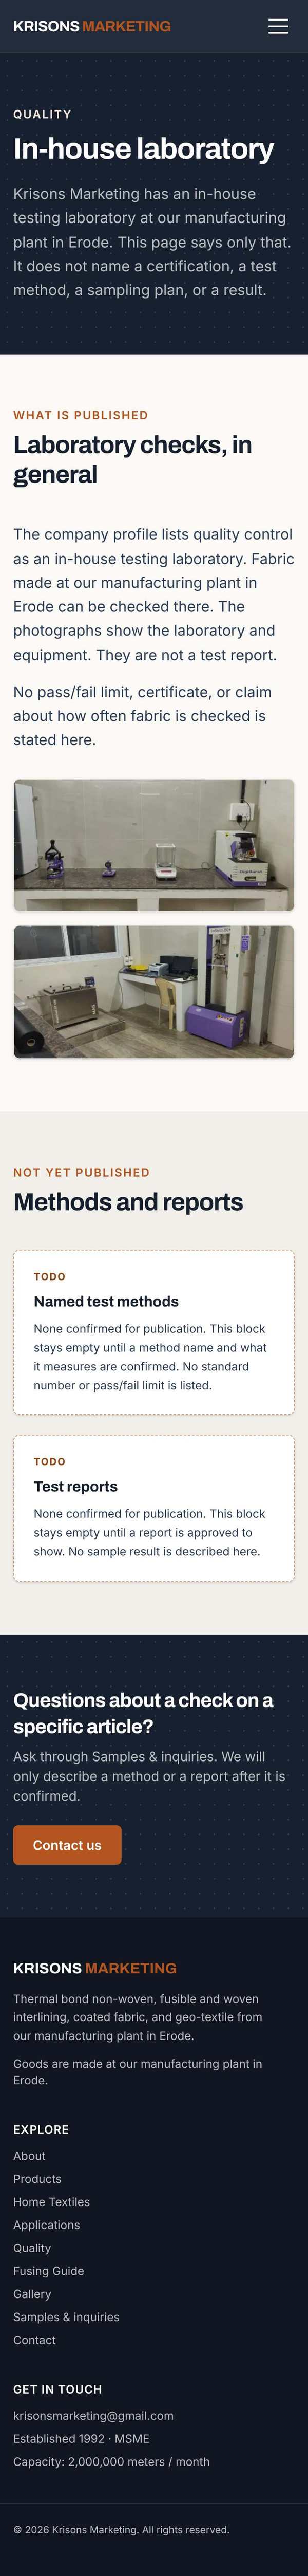 KRISONS MARKETING
QUALITY
In-house laboratory
Krisons Marketing has an in-house
testing laboratory at our manufacturing
plant in Erode. This page says only that.
It does not name a certification, a test
method, a sampling plan, or a result.
WHAT IS PUBLISHED
Laboratory checks, in
general
The company profile lists quality control
as an in-house testing laboratory. Fabric
made at our manufacturing plant in
Erode can be checked there. The
photographs show the laboratory and
equipment. They are not a test report.
No pass/fail limit, certificate, or claim
about how often fabric is checked is
stated here.
NOT YET PUBLISHED
Methods and reports
TODO
Named test methods
None confirmed for publication. This block
stays empty until a method name and what
it measures are confirmed. No standard
number or pass/fail limit is listed.
TODO
Test reports
None confirmed for publication. This block
stays empty until a report is approved to
show. No sample result is described here.
Questions about a check on a
specific article?
Ask through Samples & inquiries. We will
only describe a method or a report after it is
confirmed.
Contact us
KRISONS MARKETING
Thermal bond non-woven, fusible and woven
interlining, coated fabric, and geo-textile from
our manufacturing plant in Erode.
Goods are made at our manufacturing plant in
Erode.
EXPLORE
About
Products
Home Textiles
Applications
Quality
Fusing Guide
Gallery
Samples & inquiries
Contact
GET IN TOUCH
krisonsmarketing@gmail.com
Established 1992 · MSME
Capacity: 2,000,000 meters / month
© 2026 Krisons Marketing. All rights reserved.